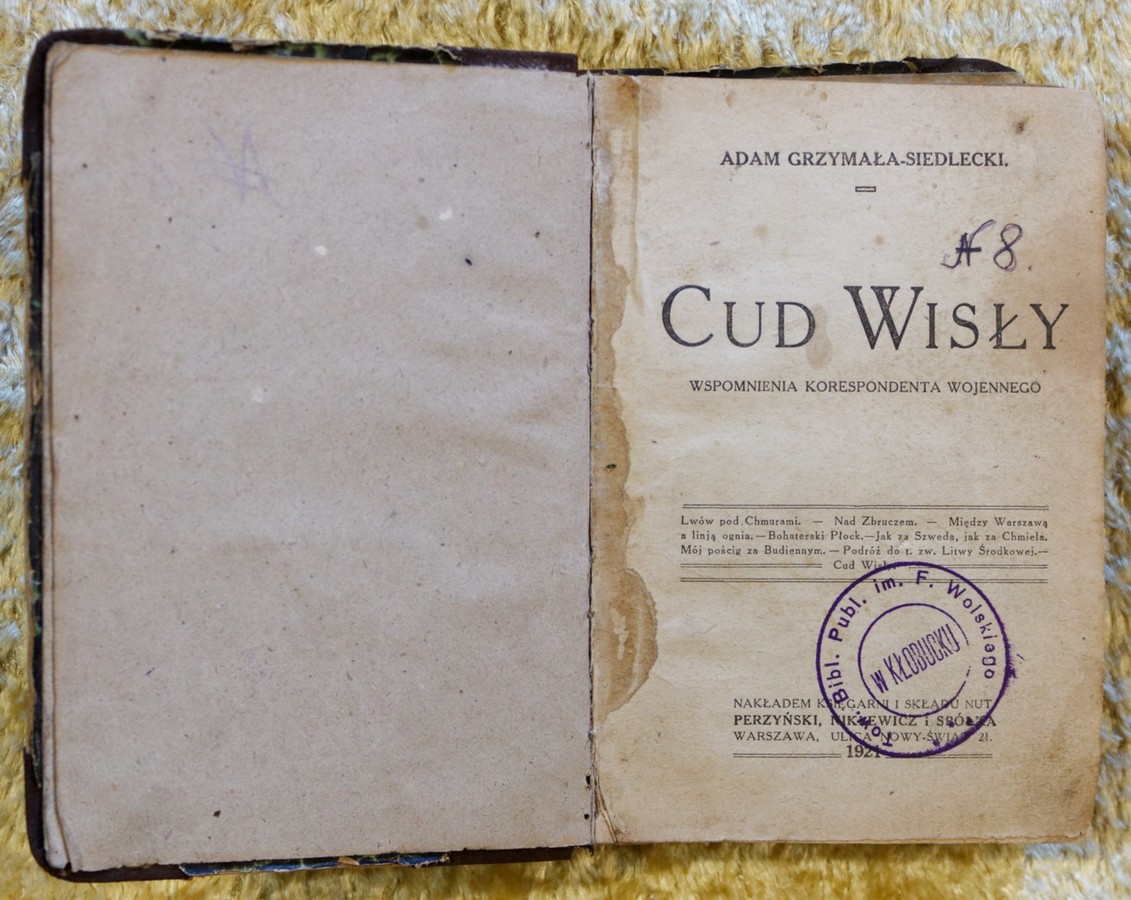 ADAM GRZYMAŁA-SIEDLECKI.
N 8.
CUD WISŁY
WSPOMNIENIA KORESPONDENTA WOJENNEGO
Lwów pod Chmurami. — Nad Zbruczem. — Między Warszawą
a linją ognia. — Bohaterski Płock. — Jak za Szweda, jak za Chmiela.
Mój pościg za Budiennym. — Podróż do t. zw. Litwy Środkowej. —
Cud Wisły
Tow. Bibl. Publ. im. F. Wolskiego
W KŁOBUCKU
NAKŁADEM KSIĘGARNI I SKŁADU NUT
PERZYŃSKI, NIKLEWICZ i SPÓŁKA
WARSZAWA, ULICA NOWY-ŚWIAT 21.
1921